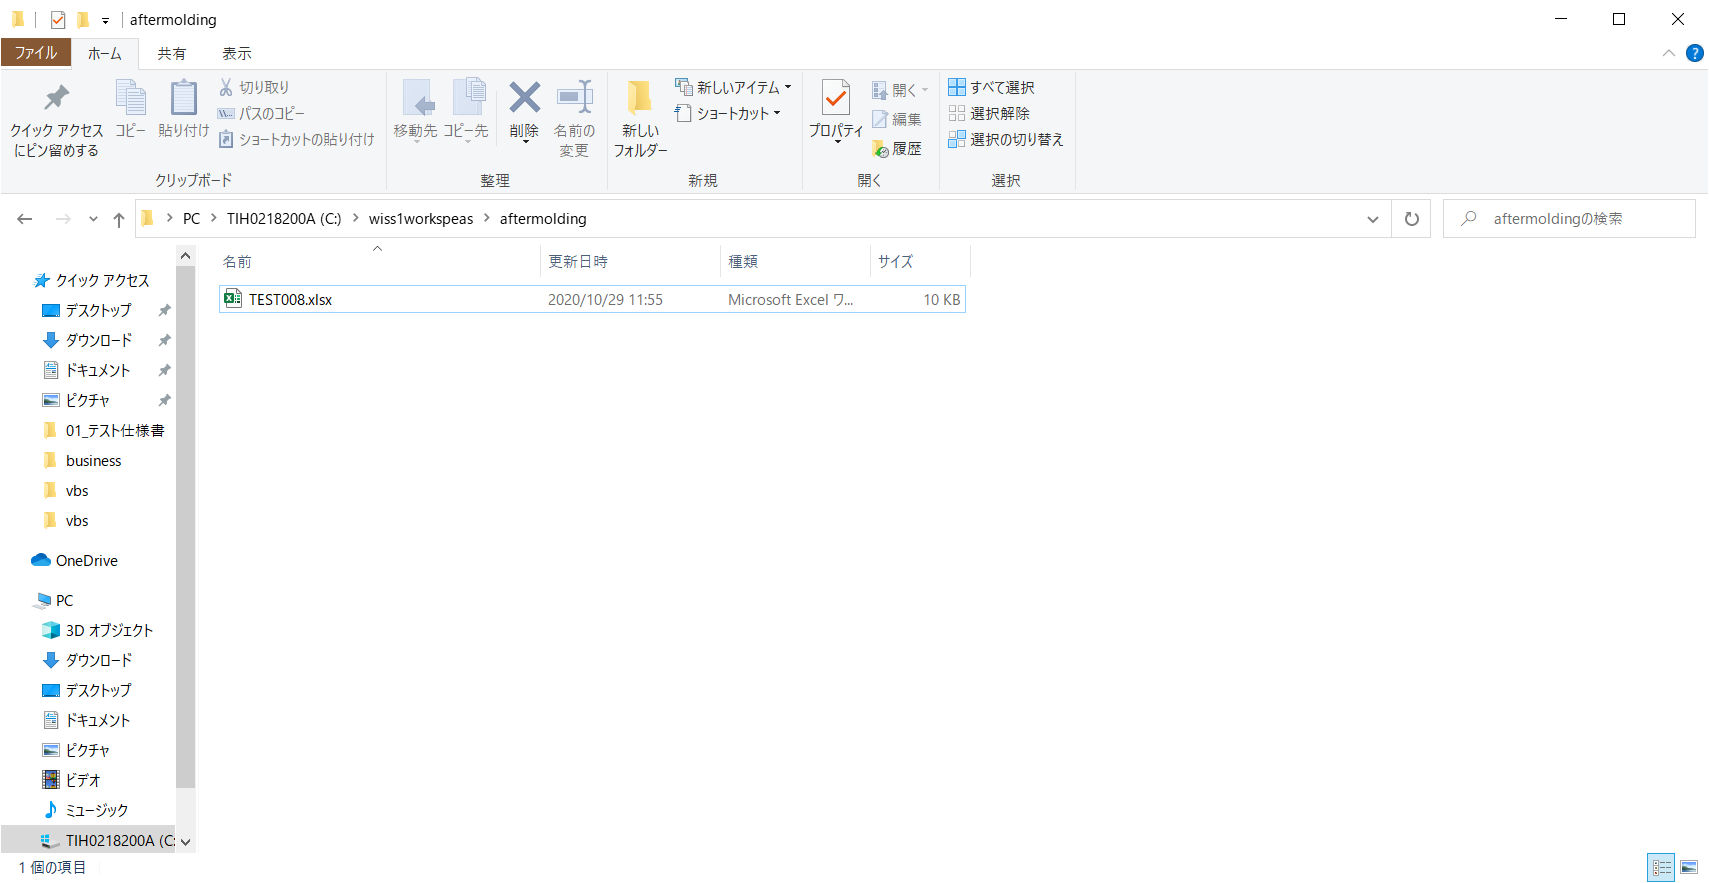 aftermolding
ファイル ホーム 共有 表示
クイック アクセス
にピン留めする
コピー
貼り付け
切り取り
パスのコピー
ショートカットの貼り付け
クリップボード
移動先
コピー先
削除
名前の
変更
整理
新しい
フォルダー
新しいアイテム
ショートカット
新規
プロパティ
開く
編集
履歴
開く
すべて選択
選択解除
選択の切り替え
選択
PC TIH0218200A (C:) wiss1workspeas aftermolding
aftermoldingの検索
クイック アクセス
デスクトップ
ダウンロード
ドキュメント
ピクチャ
01_テスト仕様書
business
vbs
vbs
OneDrive
PC
3D オブジェクト
ダウンロード
デスクトップ
ドキュメント
ピクチャ
ビデオ
ミュージック
TIH0218200A (C:
名前 更新日時 種類 サイズ
TEST008.xlsx 2020/10/29 11:55 Microsoft Excel ワ... 10 KB
1 個の項目